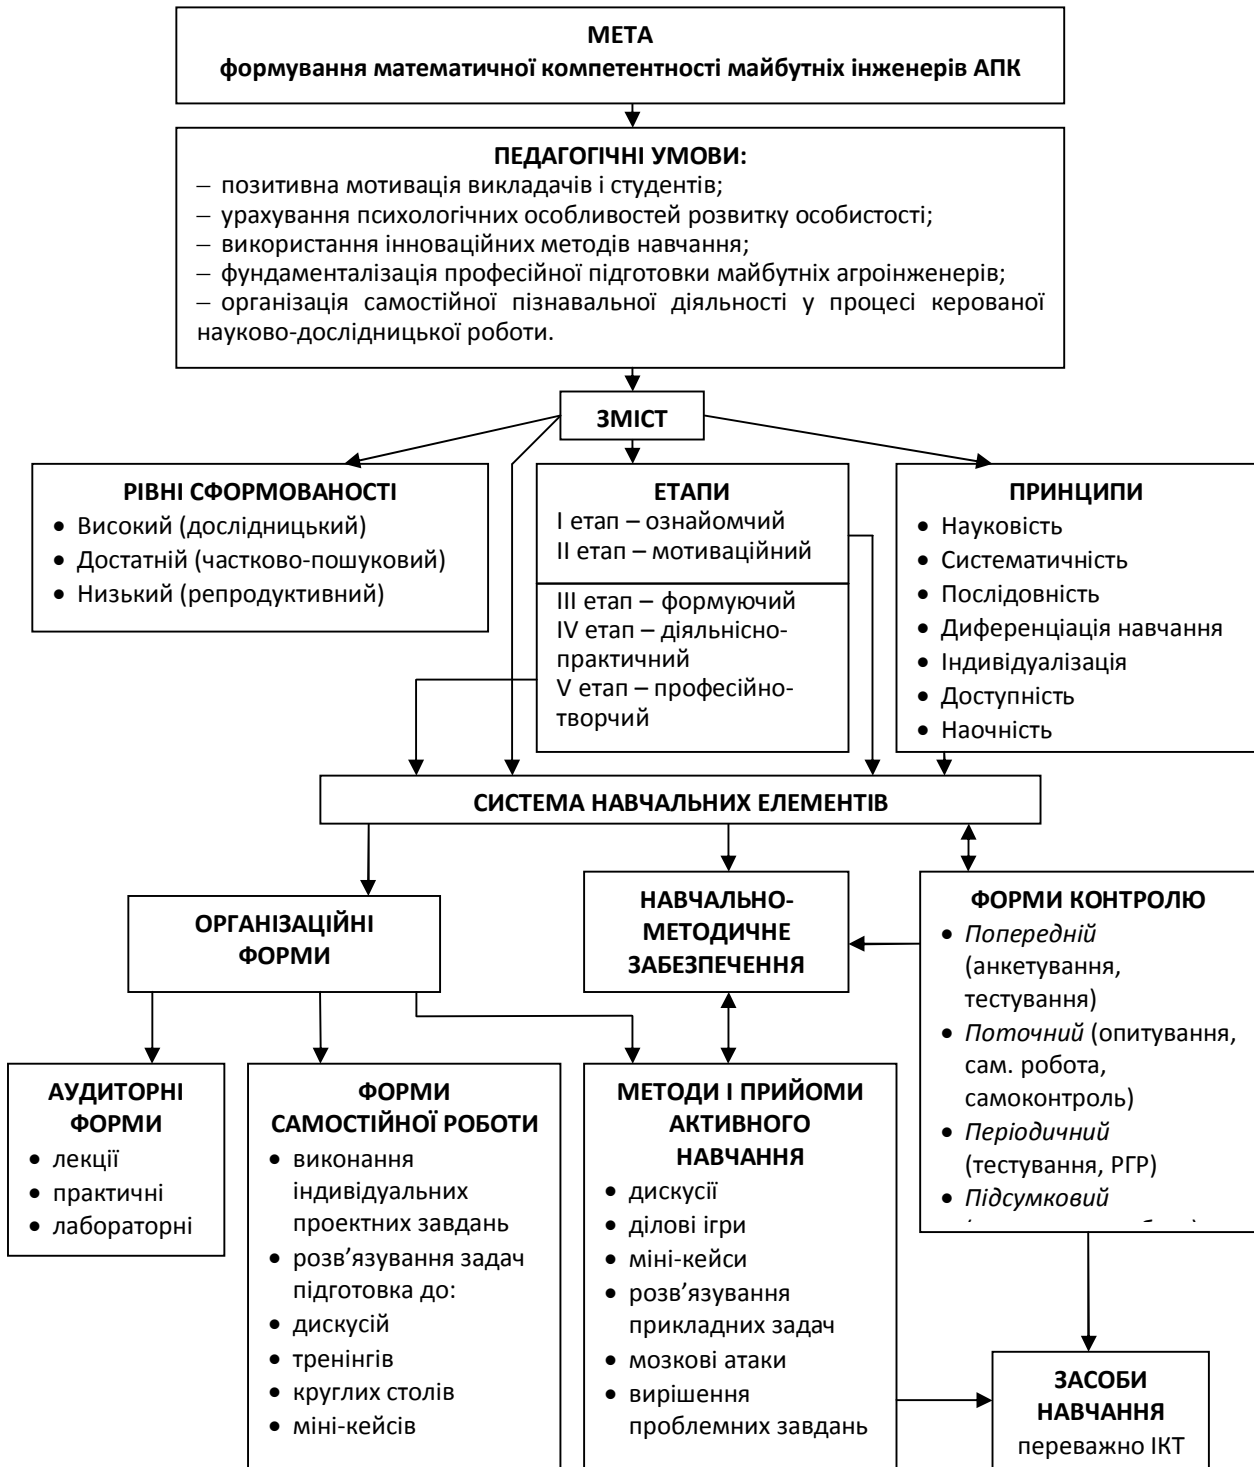 МЕТА
формування математичної компетентності майбутніх інженерів АПК
ПЕДАГОГІЧНІ УМОВИ:
– позитивна мотивація викладачів і студентів;
– урахування психологічних особливостей розвитку особистості;
– використання інноваційних методів навчання;
– фундаменталізація професійної підготовки майбутніх агроінженерів;
– організація самостійної пізнавальної діяльності у процесі керованої
науково-дослідницької роботи.
ЗМІСТ
РІВНІ СФОРМОВАНОСТІ
• Високий (дослідницький)
• Достатній (частково-пошуковий)
• Низький (репродуктивний)
ЕТАПИ
І етап – ознайомчий
ІІ етап – мотиваційний
ІІІ етап – формуючий
IV етап – діяльнісно-
практичний
V етап – професійно-
творчий
ПРИНЦИПИ
• Науковість
• Систематичність
• Послідовність
• Диференціація навчання
• Індивідуалізація
• Доступність
• Наочність
СИСТЕМА НАВЧАЛЬНИХ ЕЛЕМЕНТІВ
ОРГАНІЗАЦІЙНІ
ФОРМИ
НАВЧАЛЬНО-
МЕТОДИЧНЕ
ЗАБЕЗПЕЧЕННЯ
ФОРМИ КОНТРОЛЮ
• Попередній
(анкетування,
тестування)
• Поточний (опитування,
сам. робота,
самоконтроль)
• Періодичний
(тестування, РГР)
• Підсумковий
АУДИТОРНІ
ФОРМИ
• лекції
• практичні
• лабораторні
ФОРМИ
САМОСТІЙНОЇ РОБОТИ
• виконання
індивідуальних
проектних завдань
• розв’язування задач
підготовка до:
• дискусій
• тренінгів
• круглих столів
• міні-кейсів
МЕТОДИ І ПРИЙОМИ
АКТИВНОГО
НАВЧАННЯ
• дискусії
• ділові ігри
• міні-кейси
• розв’язування
прикладних задач
• мозкові атаки
• вирішення
проблемних завдань
ЗАСОБИ
НАВЧАННЯ
переважно ІКТ